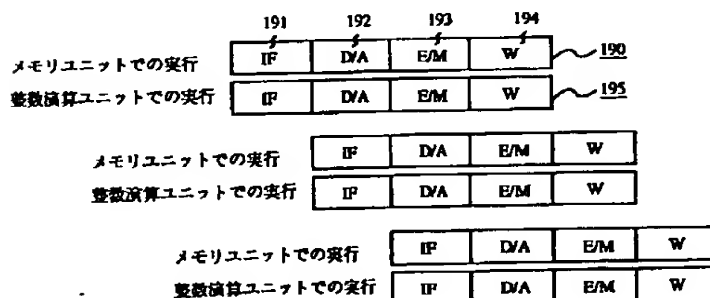 191 192 193 194
メモリユニットでの実行 IF D/A E/M W 190
整数演算ユニットでの実行 IF D/A E/M W 195
メモリユニットでの実行 IF D/A E/M W
整数演算ユニットでの実行 IF D/A E/M W
メモリユニットでの実行 IF D/A E/M W
整数演算ユニットでの実行 IF D/A E/M W